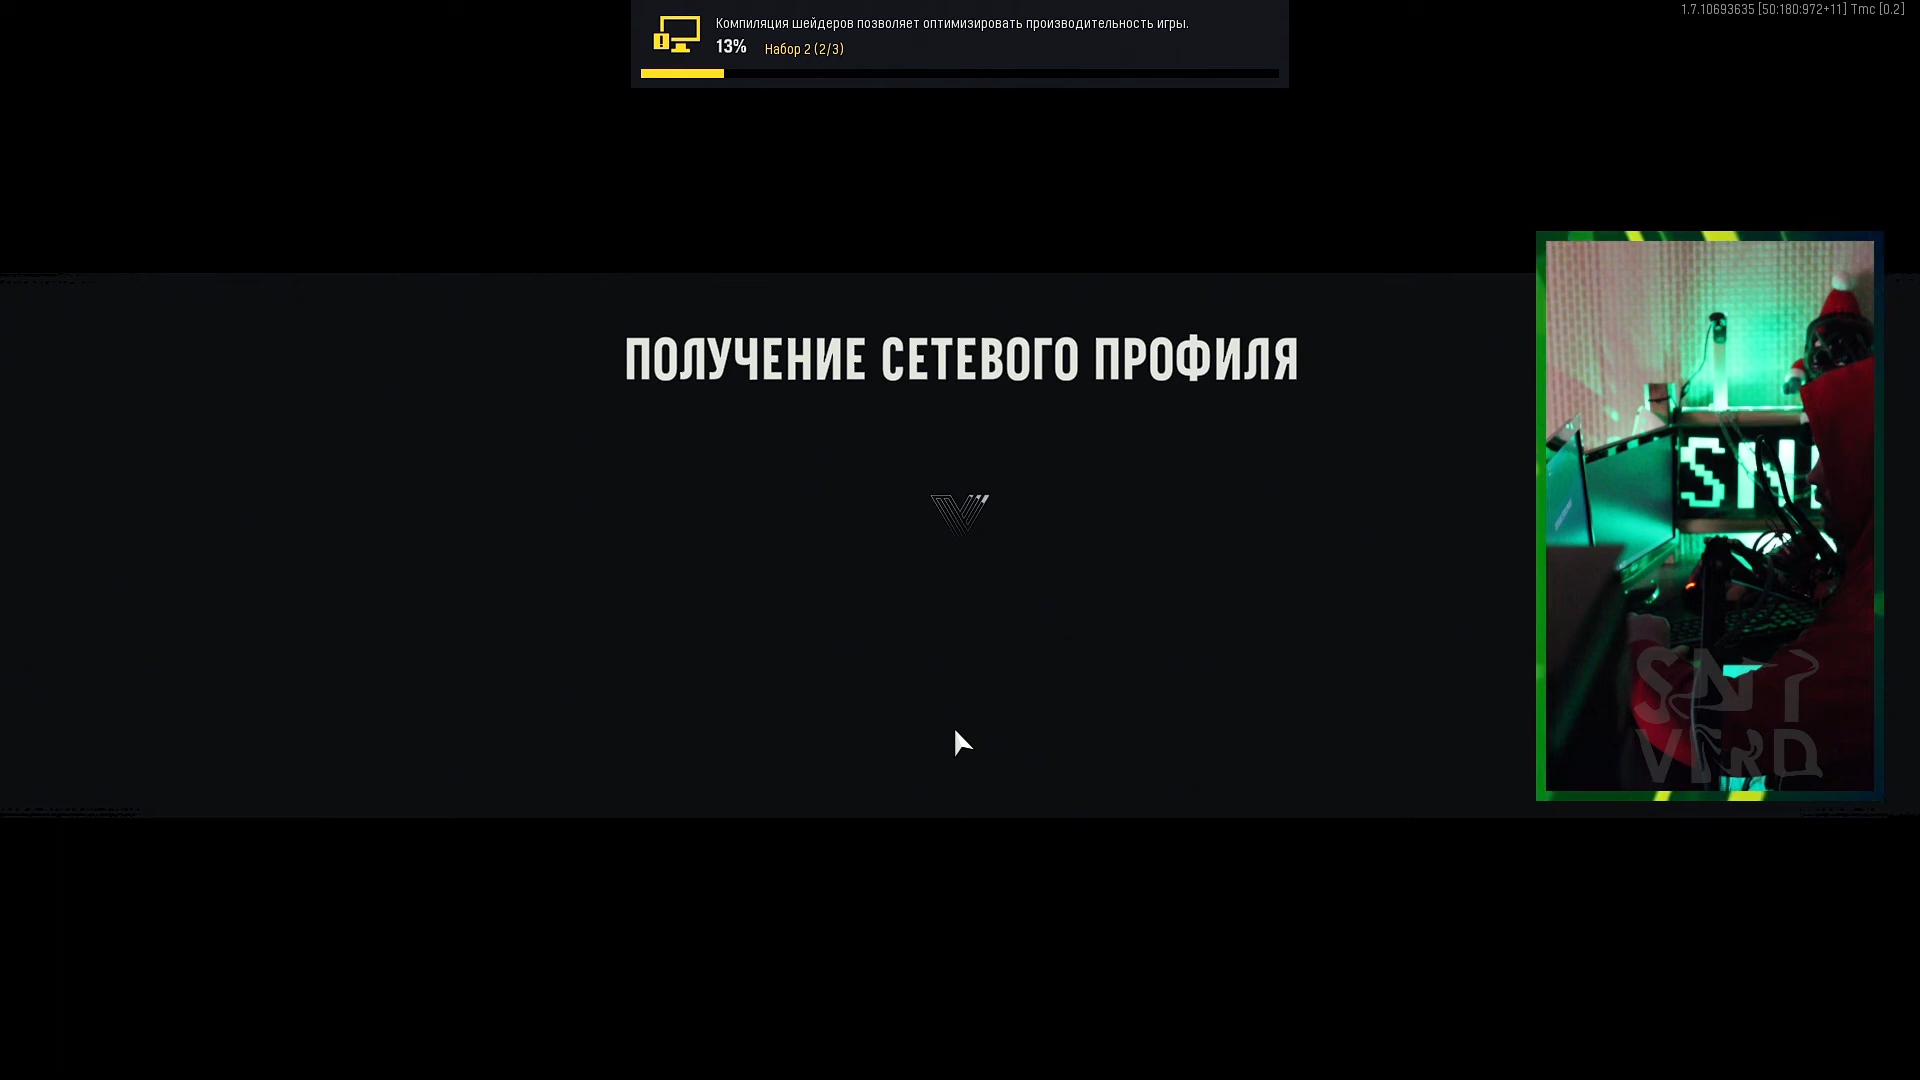 Компиляция шейдеров позволяет оптимизировать производительность игры.
13% Набор 2 (2/3)
1.7.10693635 [50:180:972+11] Tmc [0.2]
ПОЛУЧЕНИЕ СЕТЕВОГО ПРОФИЛЯ
SN